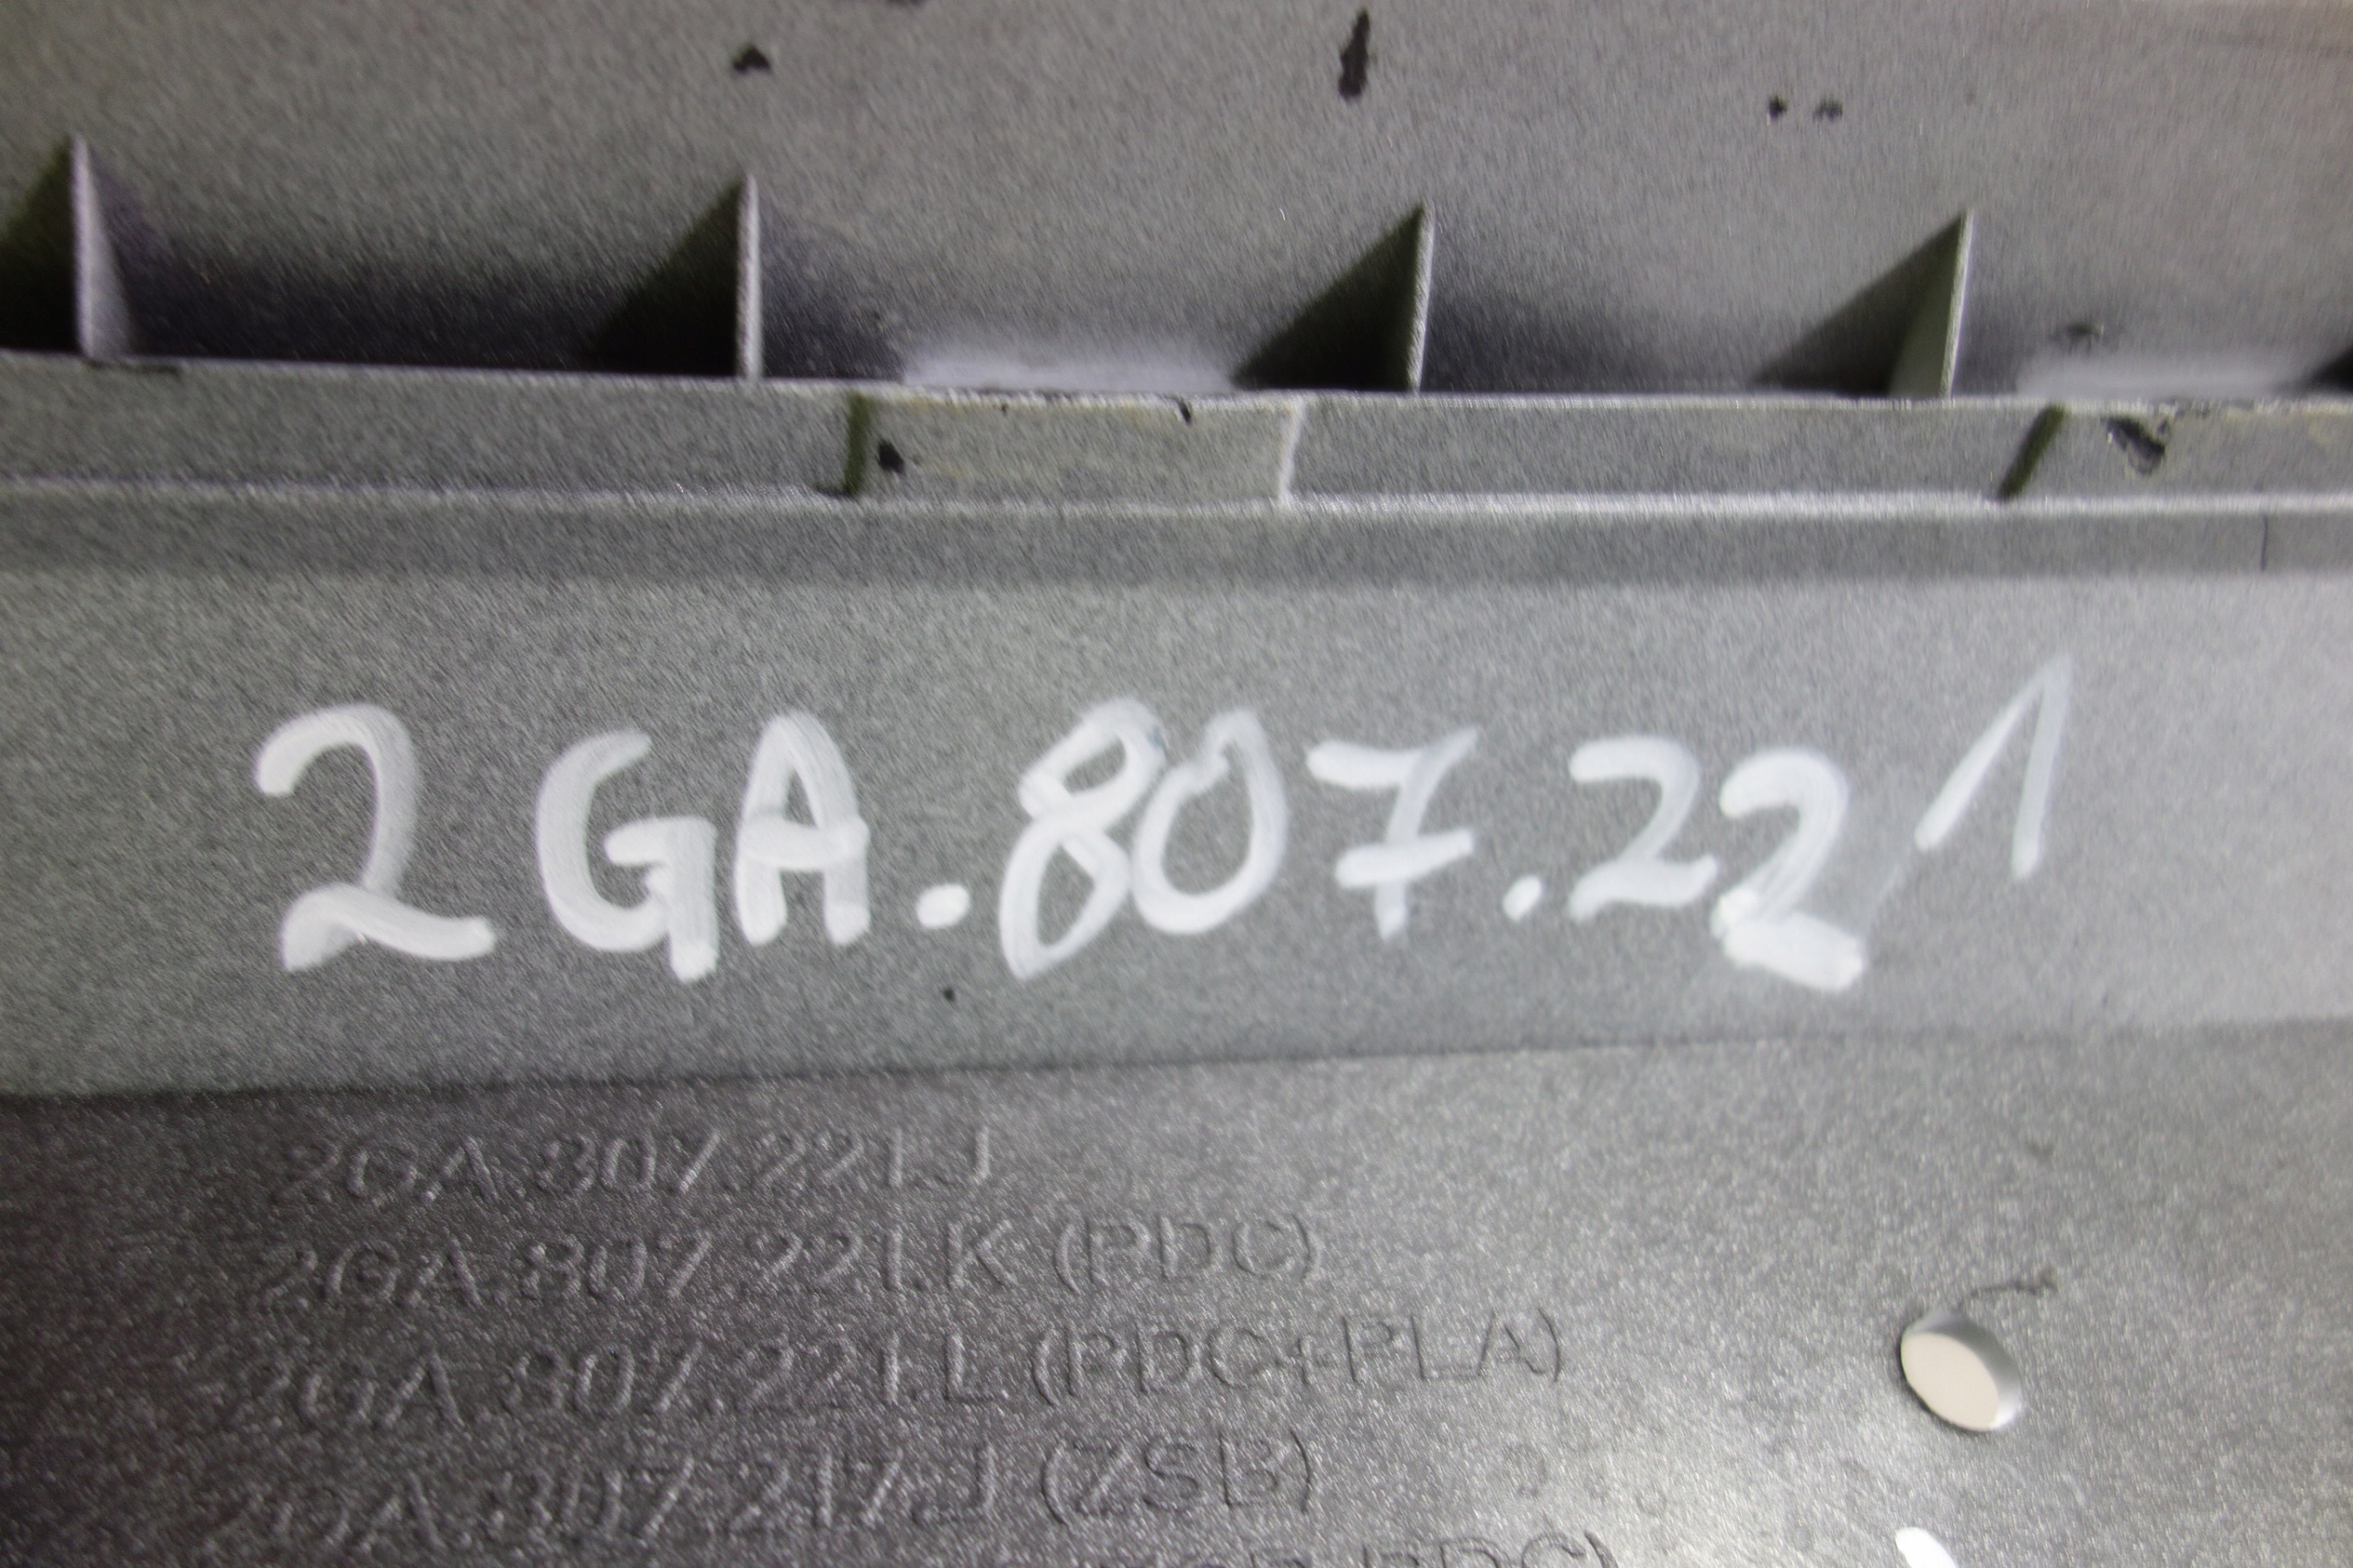 2GA.807.221
2GA.807.221.J
2GA.807.221.K (PDC)
2GA.807.221.L (PDC+PLA)
2GA.807.217.J (ZSB)
PDC)